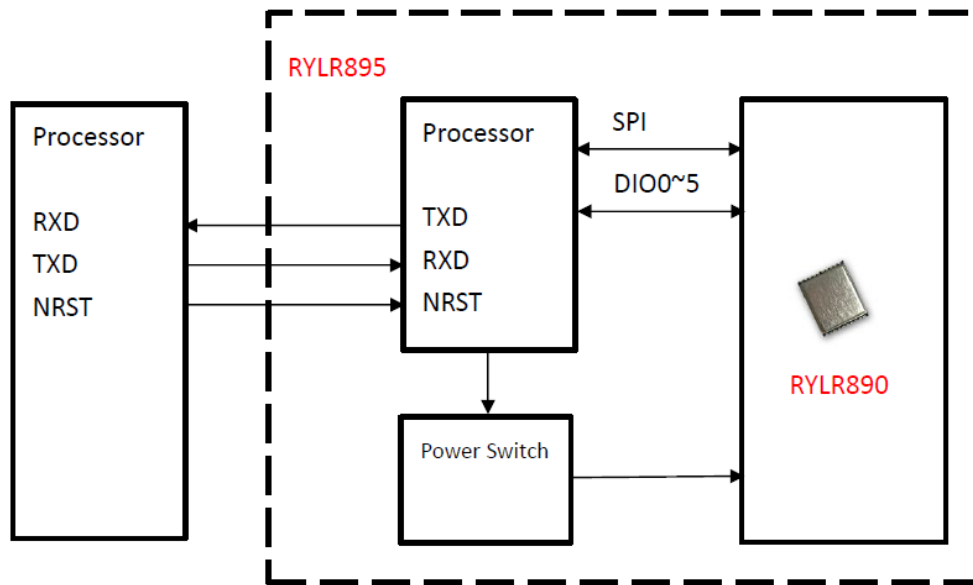 RYLR895
Processor
RXD
TXD
NRST
Processor
TXD
RXD
NRST
SPI
DIO0~5
Power Switch
RYLR890